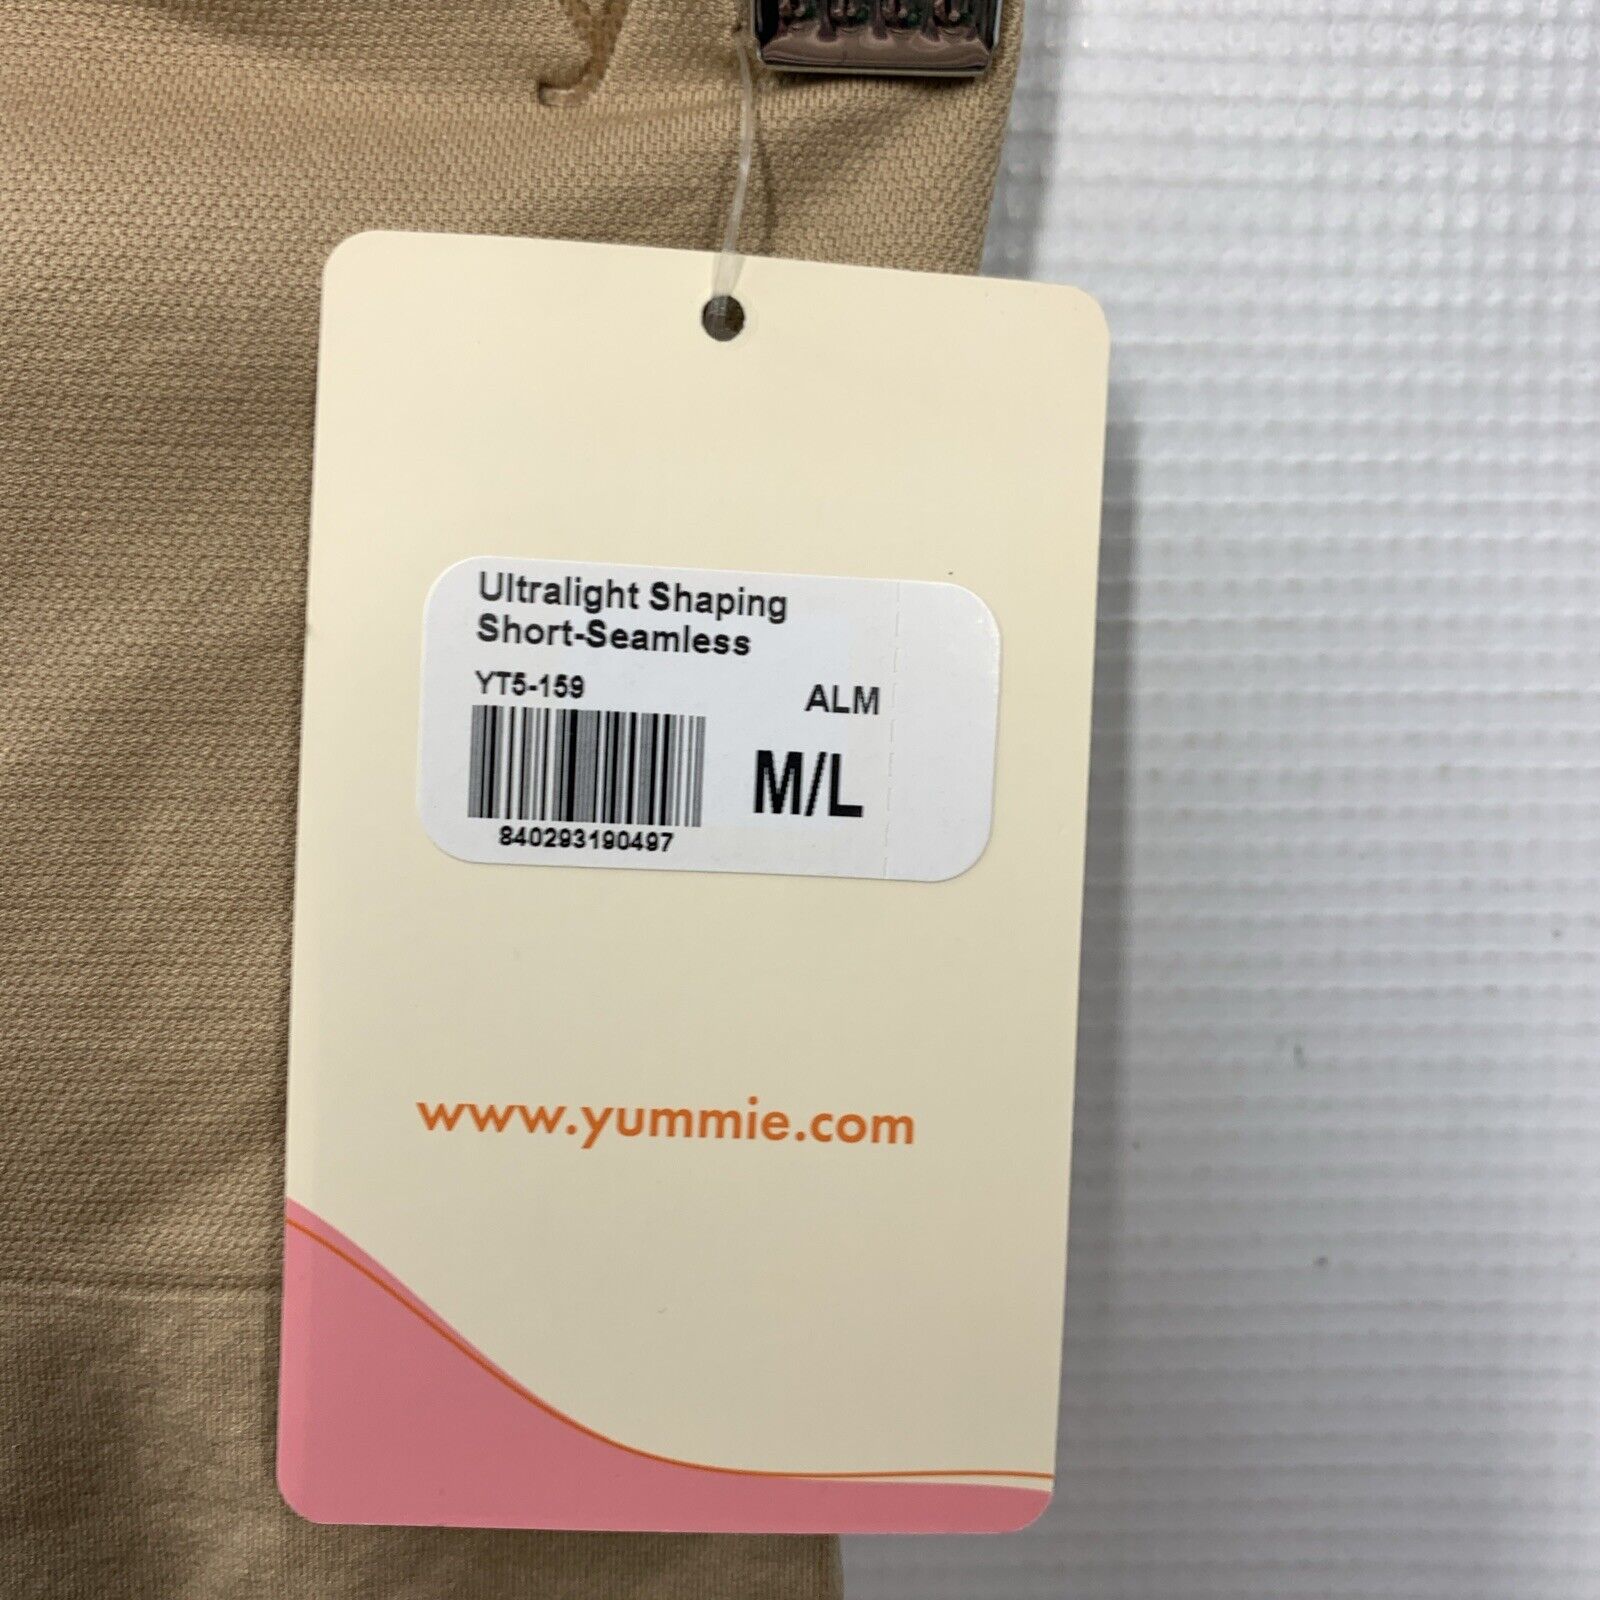 Ultralight Shaping
Short-Seamless
YT5-159
ALM
M/L
840293190497
www.yummie.com